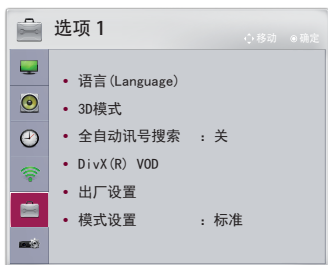 选项 1
移动 确定
语言(Language)
3D模式
全自动讯号搜索 :关
DivX(R) VOD
出厂设置
模式设置 :标准